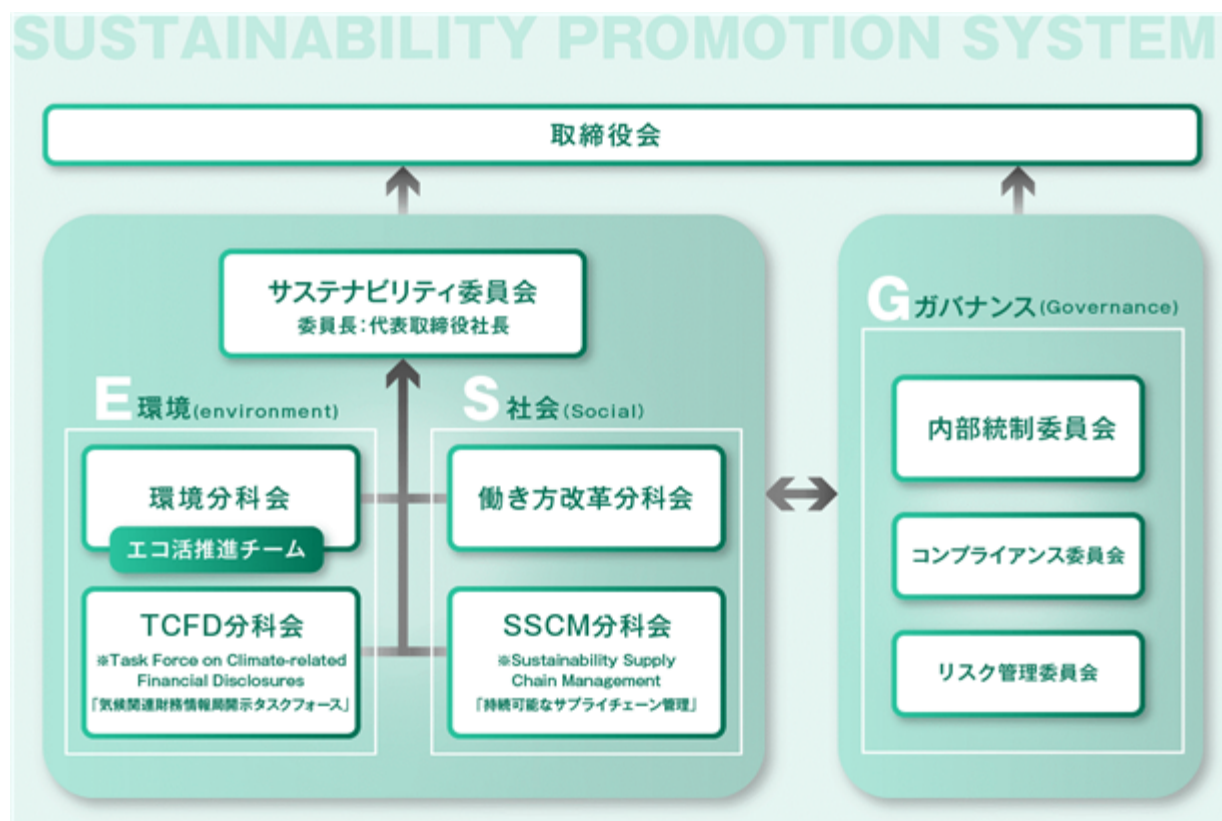 SUSTAINABILITY PROMOTION SYSTEM
取締役会
サステナビリティ委員会
委員長：代表取締役社長
E 環境(environment)
環境分科会
エコ活推進チーム
TCFD分科会
※Task Force on Climate-related
Financial Disclosures
「気候関連財務情報局開示タスクフォース」
S 社会(Social)
働き方改革分科会
SSCM分科会
※Sustainability Supply
Chain Management
「持続可能なサプライチェーン管理」
G ガバナンス(Governance)
内部統制委員会
コンプライアンス委員会
リスク管理委員会